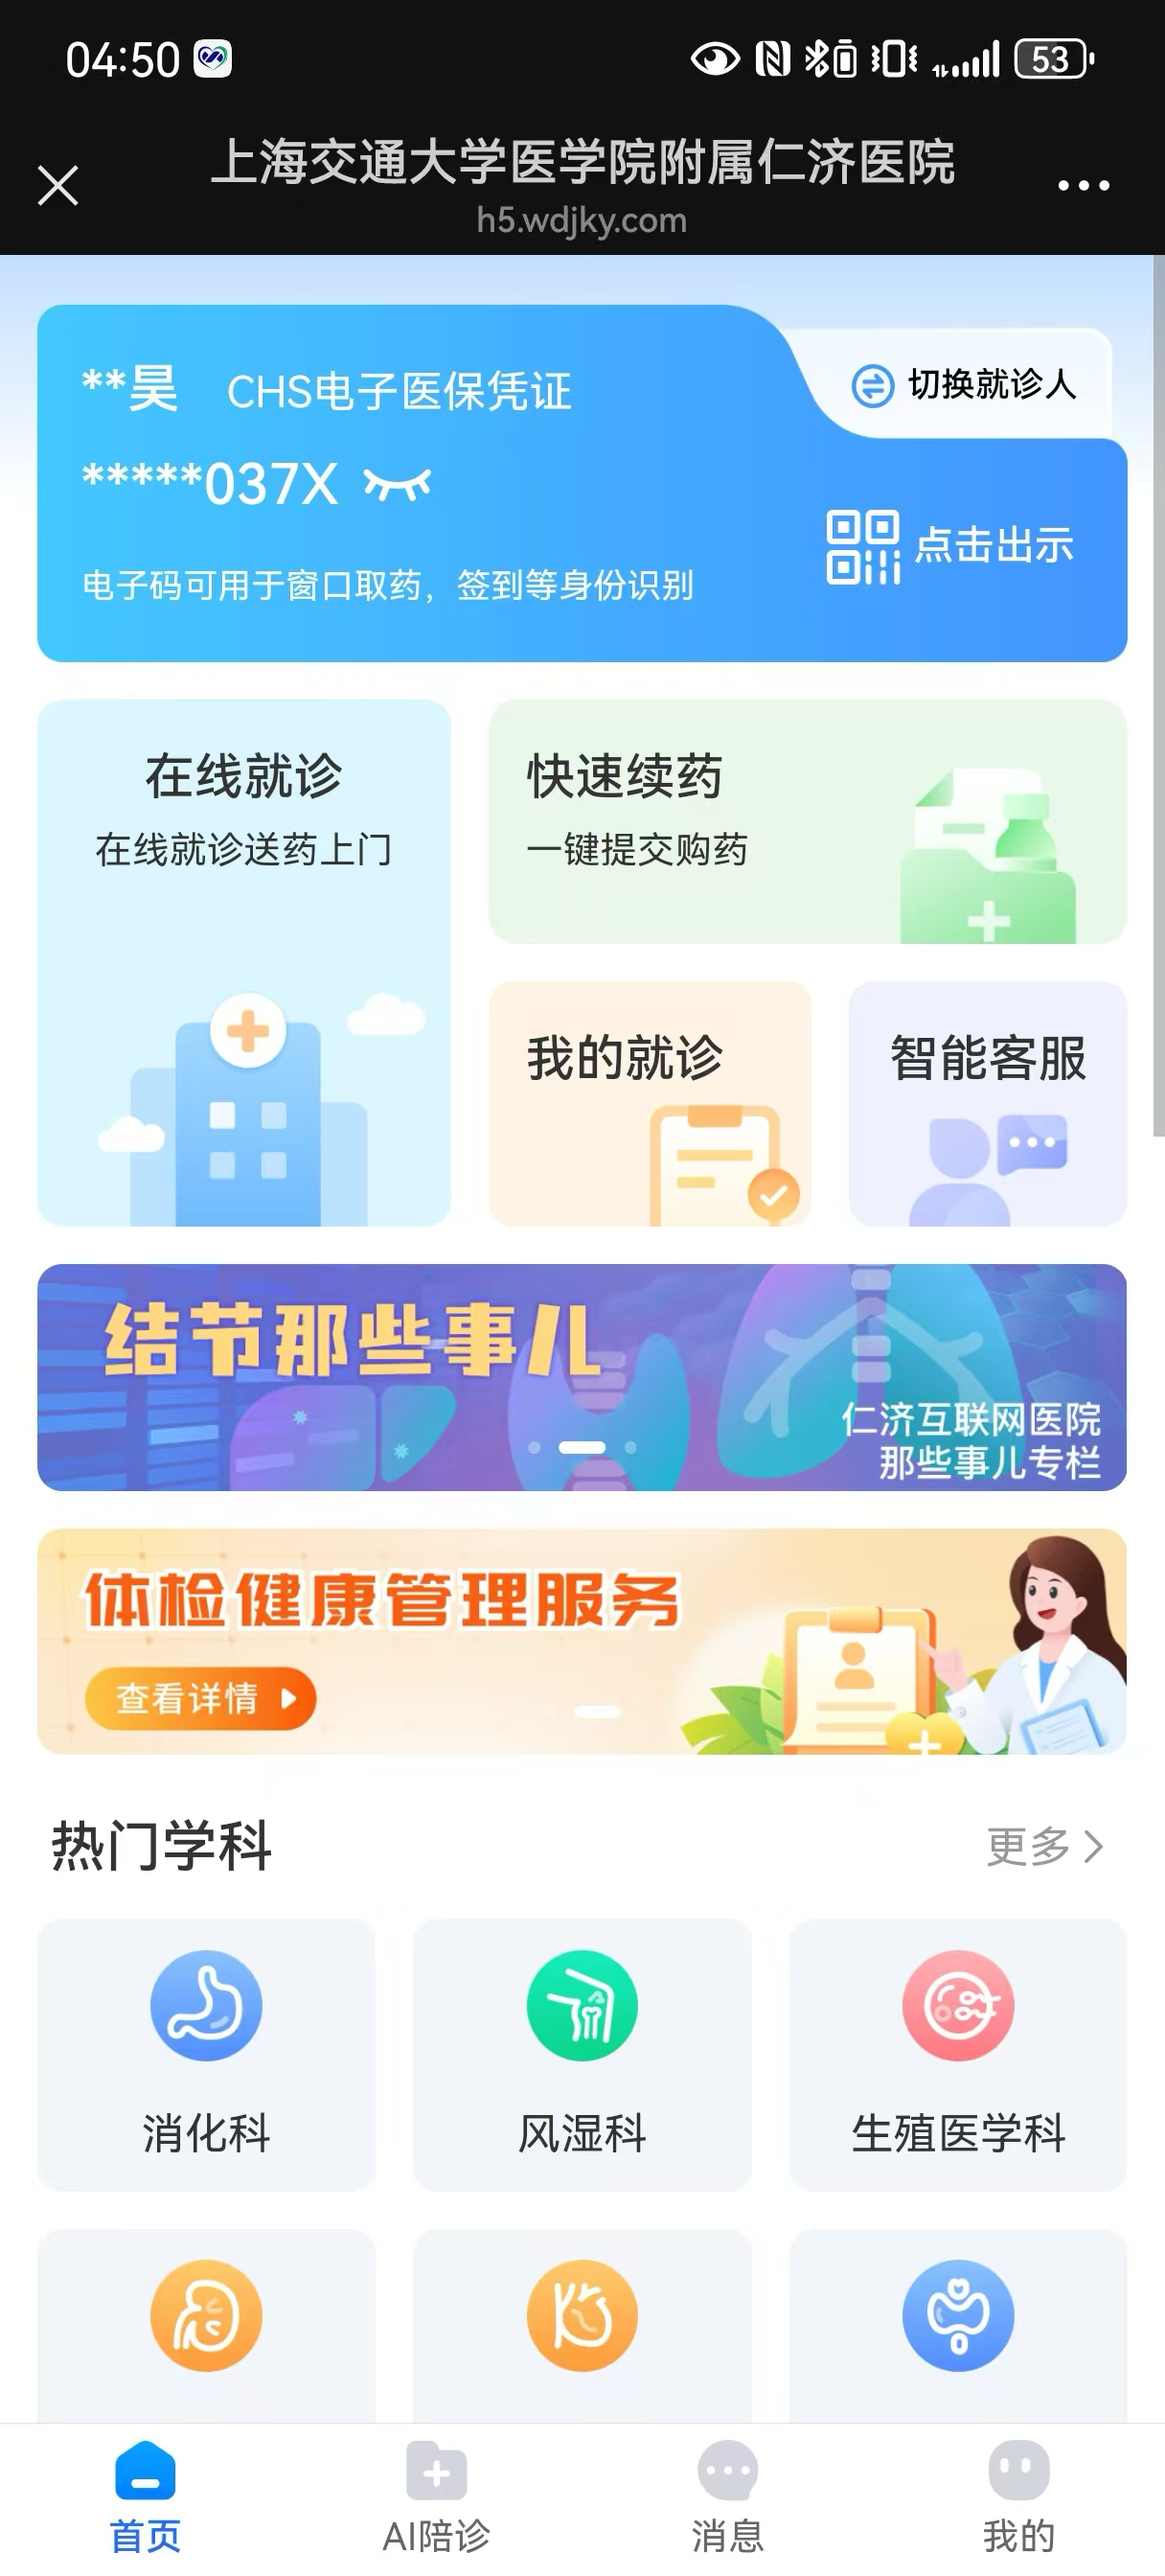 04:50
53
上海交通大学医学院附属仁济医院
h5.wdjky.com
**昊 CHS电子医保凭证
切换就诊人
*****037X
点击出示
电子码可用于窗口取药，签到等身份识别
在线就诊
在线就诊送药上门
快速续药
一键提交购药
我的就诊
智能客服
结节那些事儿
仁济互联网医院
那些事儿专栏
体检健康管理服务
查看详情
热门学科
更多
消化科
风湿科
生殖医学科
首页
AI陪诊
消息
我的